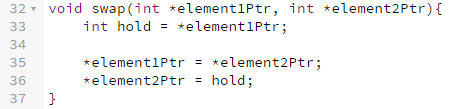 32 void swap(int *element1Ptr, int *element2Ptr){
33     int hold = *element1Ptr;
34
35     *element1Ptr = *element2Ptr;
36     *element2Ptr = hold;
37 }